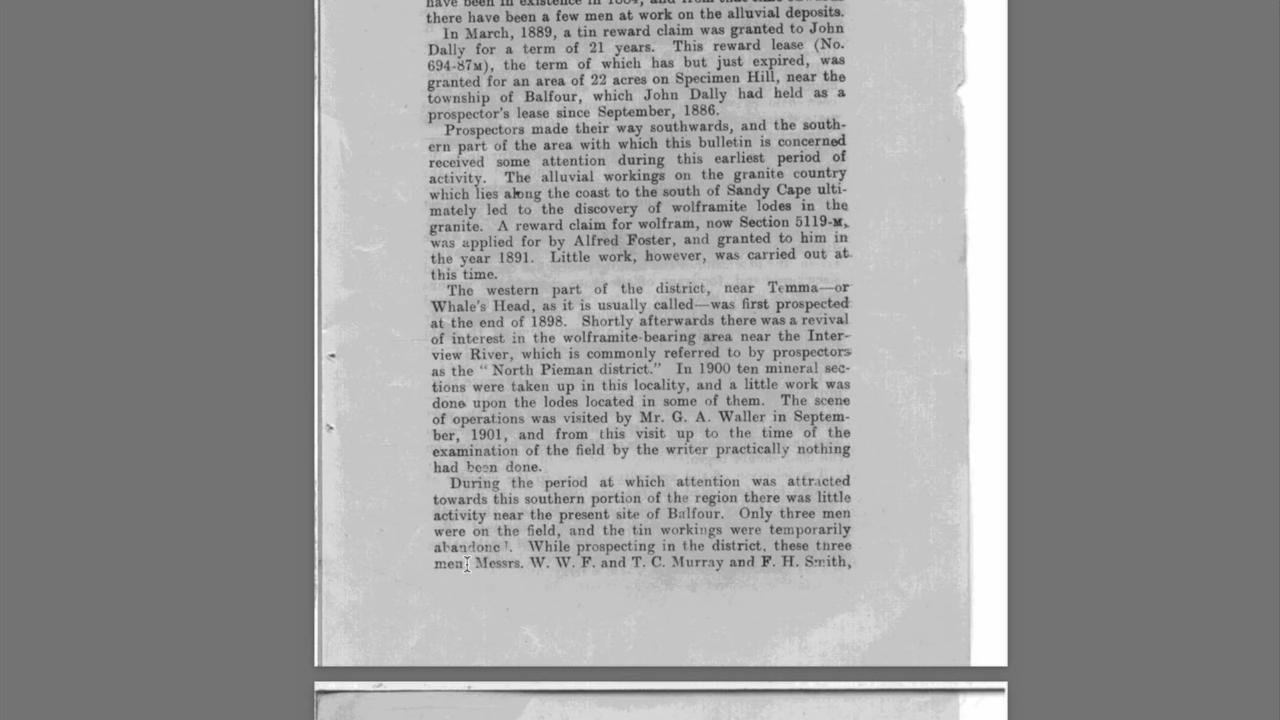 have been in existence in 1884, and from that time onwards
there have been a few men at work on the alluvial deposits.
In March, 1889, a tin reward claim was granted to John
Dally for a term of 21 years. This reward lease (No.
694-87M), the term of which has but just expired, was
granted for an area of 22 acres on Specimen Hill, near the
township of Balfour, which John Dally had held as a
prospector's lease since September, 1886.
Prospectors made their way southwards, and the south-
ern part of the area with which this bulletin is concerned
received some attention during this earliest period of
activity. The alluvial workings on the granite country
which lies along the coast to the south of Sandy Cape ulti-
mately led to the discovery of wolframite lodes in the
granite. A reward claim for wolfram, now Section 5119-M,
was applied for by Alfred Foster, and granted to him in
the year 1891. Little work, however, was carried out at
this time.
The western part of the district, near Temma—or
Whale's Head, as it is usually called—was first prospected
at the end of 1898. Shortly afterwards there was a revival
of interest in the wolframite-bearing area near the Inter-
view River, which is commonly referred to by prospectors
as the "North Pieman district." In 1900 ten mineral sec-
tions were taken up in this locality, and a little work was
done upon the lodes located in some of them. The scene
of operations was visited by Mr. G. A. Waller in Septem-
ber, 1901, and from this visit up to the time of the
examination of the field by the writer practically nothing
had been done.
During the period at which attention was attracted
towards this southern portion of the region there was little
activity near the present site of Balfour. Only three men
were on the field, and the tin workings were temporarily
abandoned. While prospecting in the district, these three
men, Messrs. W. W. F. and T. C. Murray and F. H. Smith,